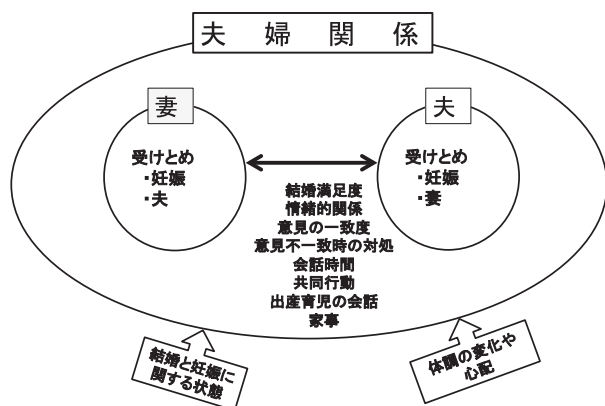 夫婦関係
妻
受けとめ
・妊娠
・夫
夫
受けとめ
・妊娠
・妻
結婚満足度
情緒的関係
意見の一致度
意見不一致時の対処
会話時間
共同行動
出産育児の会話
家事
結婚と妊娠に
関する状態
体調の変化や
心配